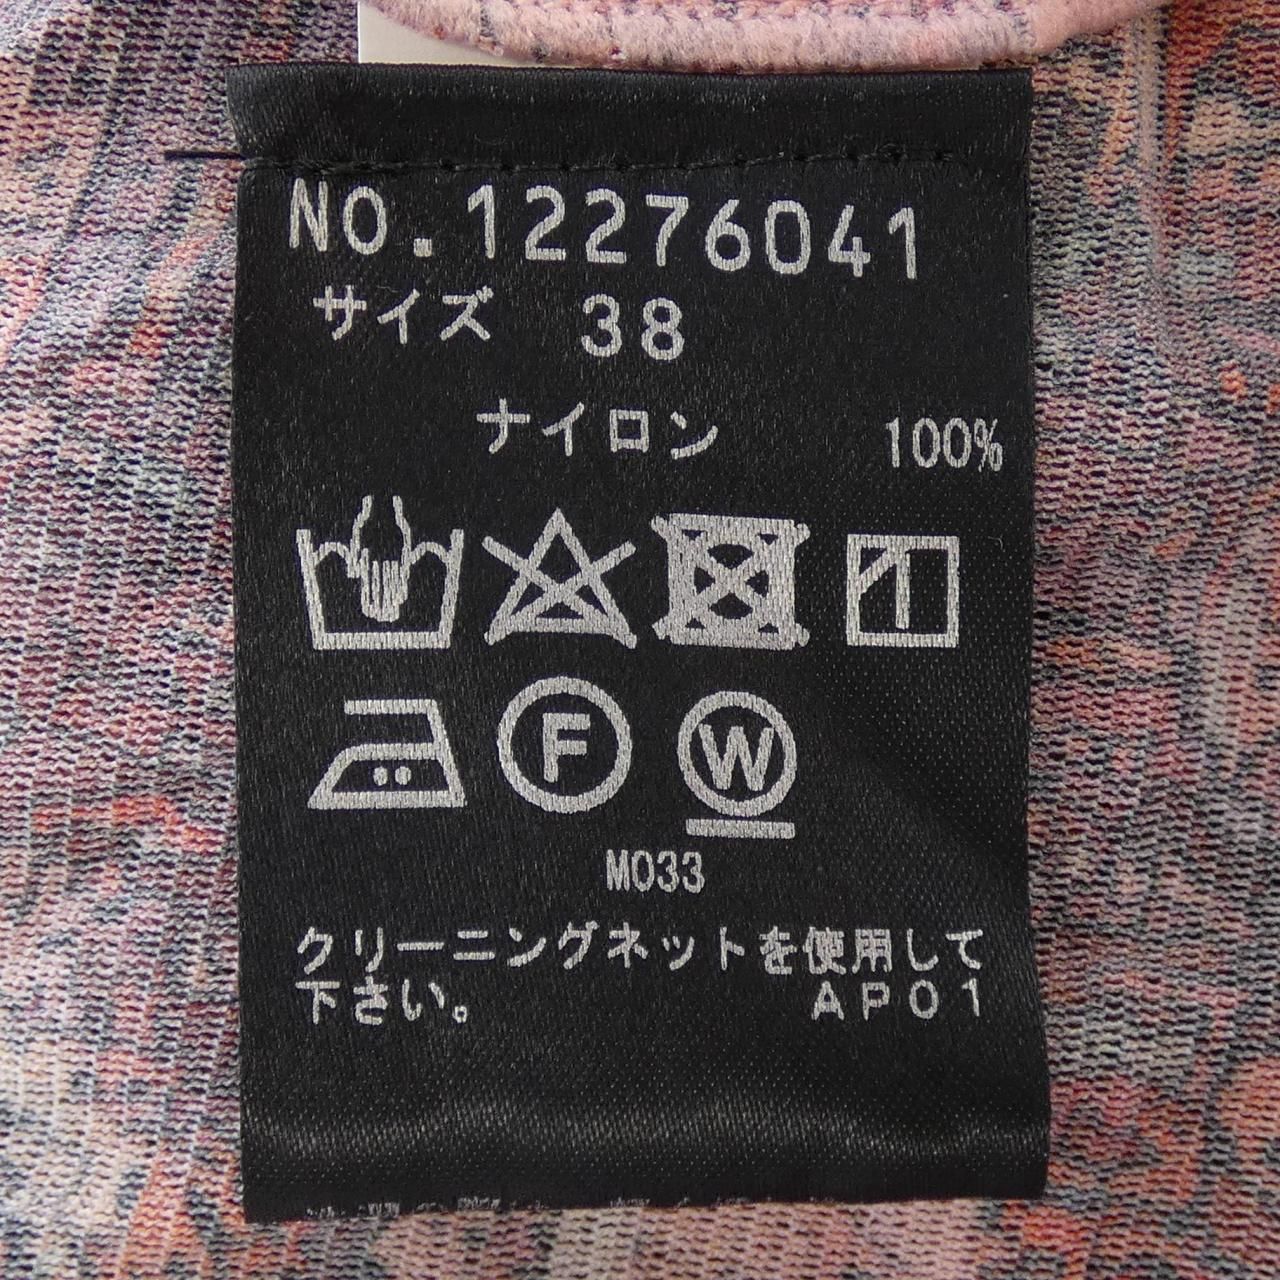 NO.12276041
サイズ 38
ナイロン 100%
F W
M033
クリーニングネットを使用して
下さい。 AP01